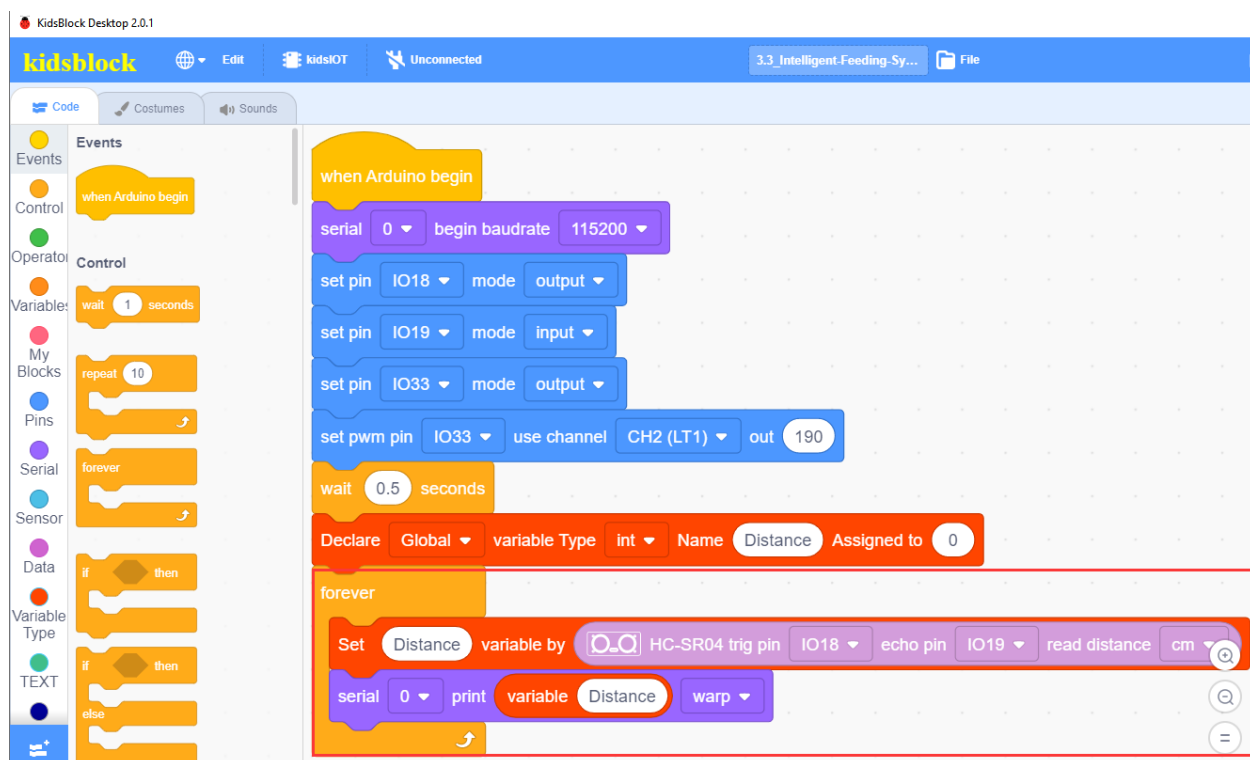 KidsBlock Desktop 2.0.1
kidsblock Edit kidsIOT Unconnected 3.3_Intelligent-Feeding-Sy... File
Code Costumes Sounds
Events
Control
Operator
Variables
My
Blocks
Pins
Serial
Sensor
Data
Variable
Type
TEXT
Events
when Arduino begin
Control
wait 1 seconds
repeat 10
forever
if then
if then
else
when Arduino begin
serial 0 begin baudrate 115200
set pin IO18 mode output
set pin IO19 mode input
set pin IO33 mode output
set pwm pin IO33 use channel CH2 (LT1) out 190
wait 0.5 seconds
Declare Global variable Type int Name Distance Assigned to 0
forever
Set Distance variable by HC-SR04 trig pin IO18 echo pin IO19 read distance cm
serial 0 print variable Distance warp